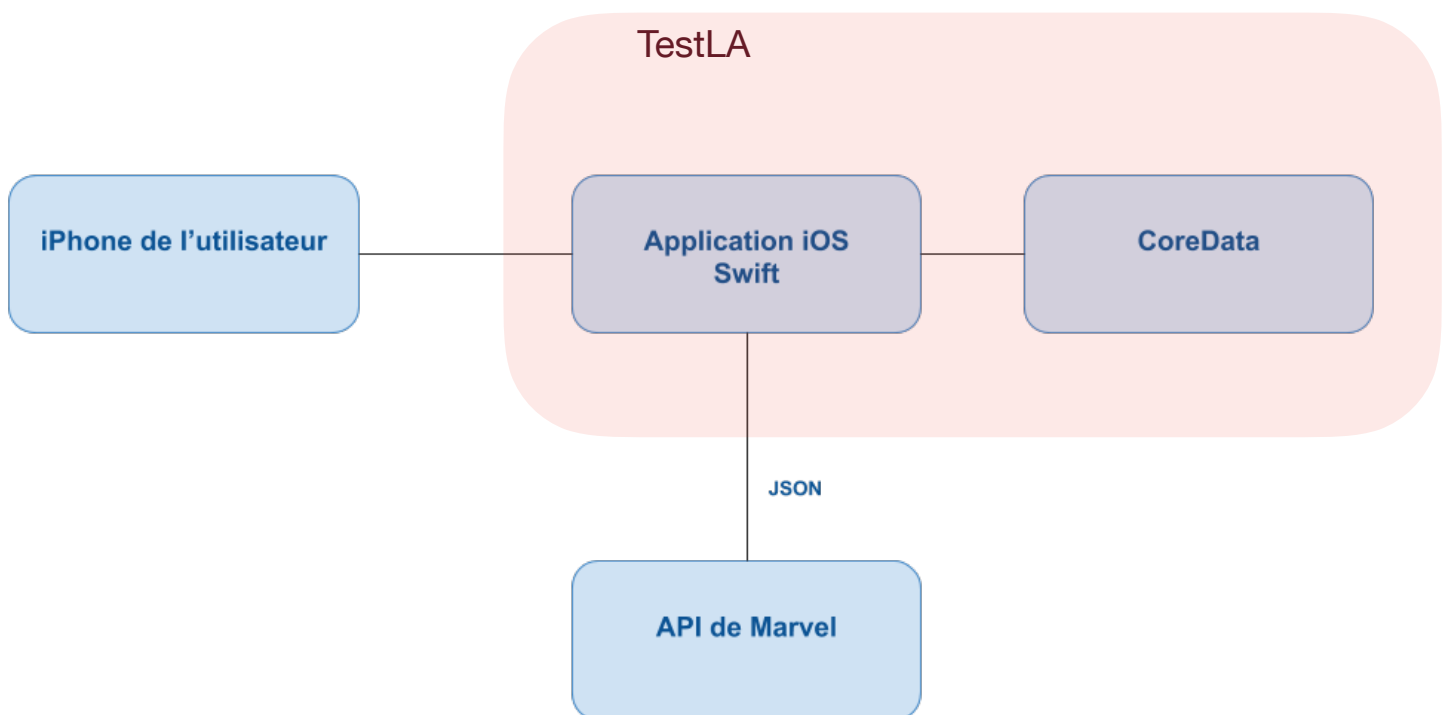 TestLA
iPhone de l’utilisateur
Application iOS
Swift
CoreData
JSON
API de Marvel